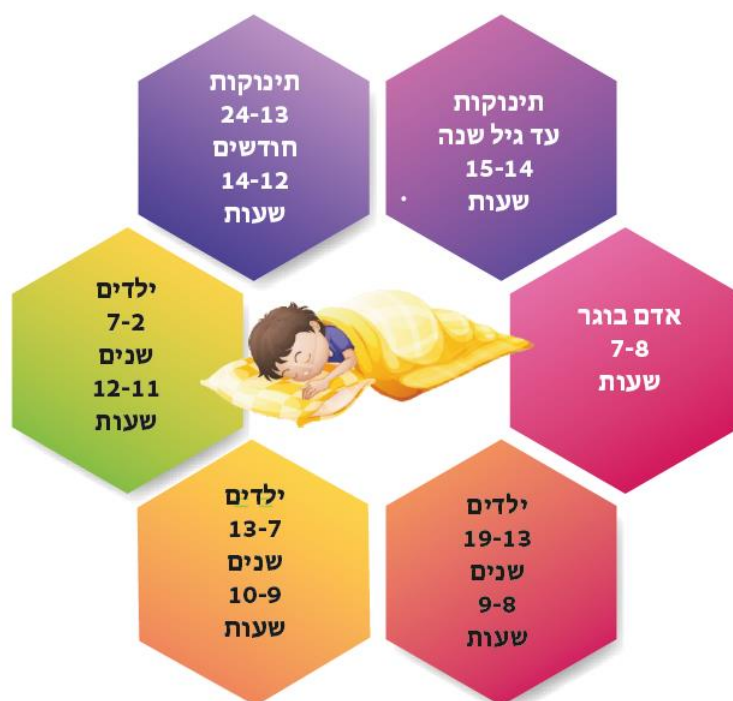 תינוקות
עד גיל שנה
15-14
שעות
תינוקות
24-13
חודשים
14-12
שעות
ילדים
7-2
שנים
12-11
שעות
ילדים
13-7
שנים
10-9
שעות
ילדים
19-13
שנים
9-8
שעות
אדם בוגר
7-8
שעות